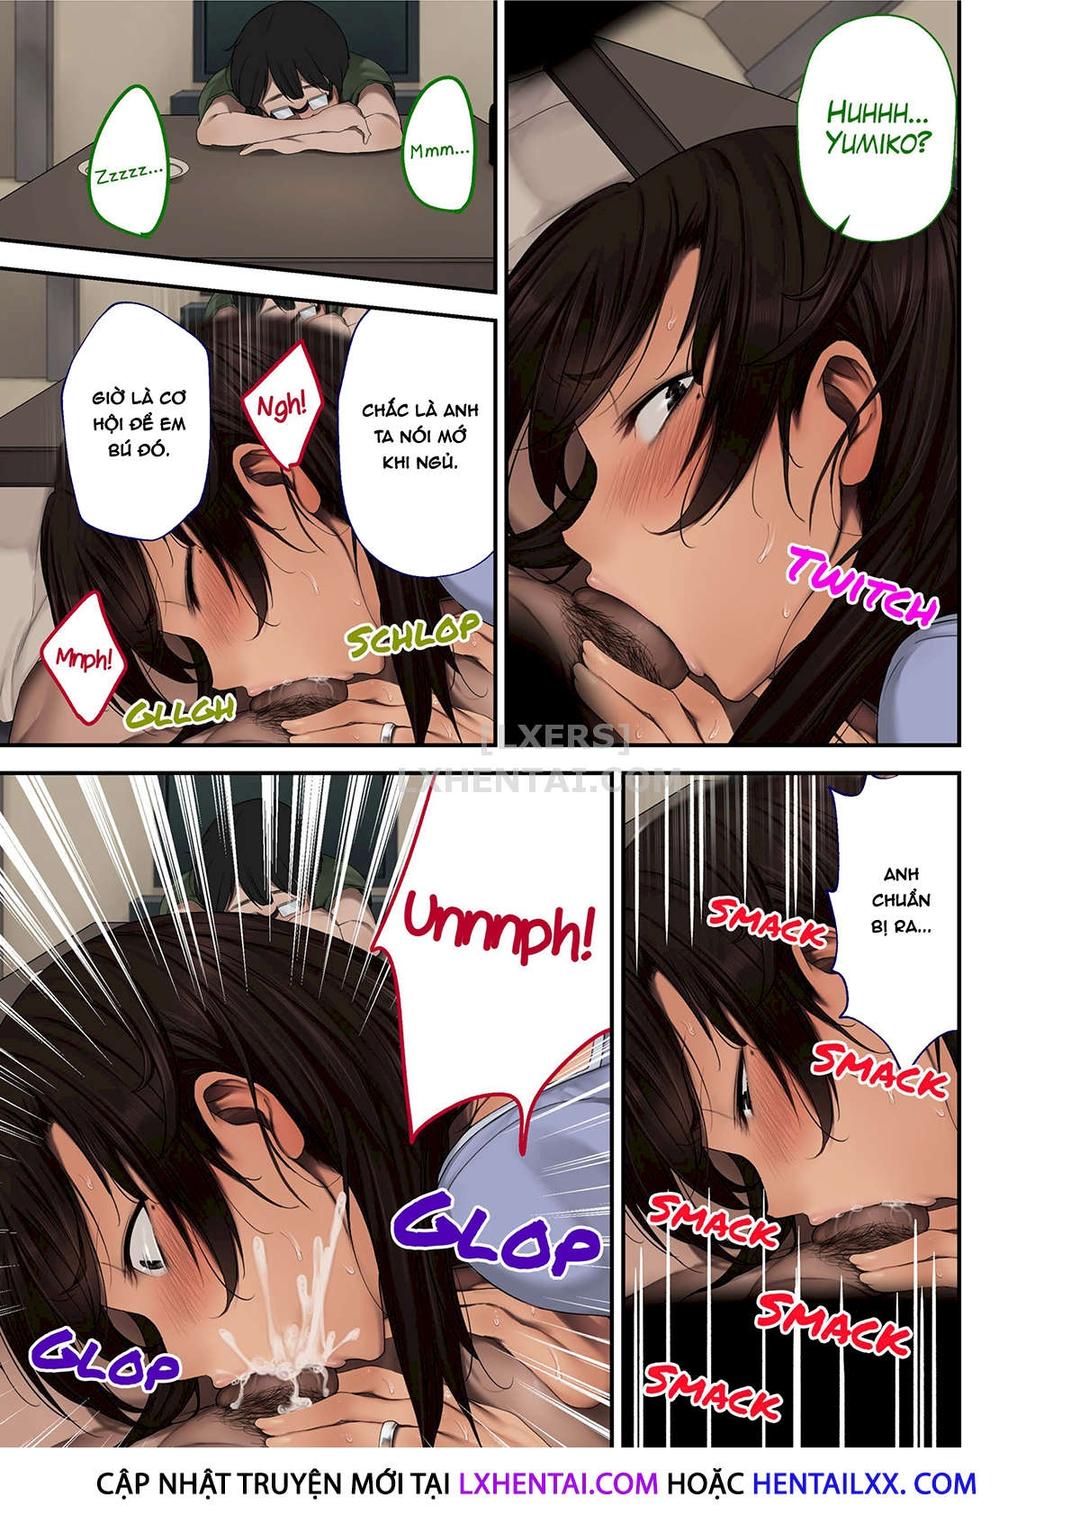 HUHHH...
YUMIKO?
TWITCH
Mmm...
Zzzzz...
CHẮC LÀ ANH
TA NÓI MỚ
KHI NGỦ.
Ngh!
GIỜ LÀ CƠ
HỘI ĐỂ EM
BÚ ĐÓ.
SCHLOP
Mnph!
GLLGH
[LXERS]
LXHENTAI.COM
ANH
CHUẨN
BỊ RA...
SMACK
SMACK
SMACK
SMACK
SMACK
Unnnph!
GLOP
GLOP
CẬP NHẬT TRUYỆN MỚI TẠI LXHENTAI.COM HOẶC HENTAILXX. COM